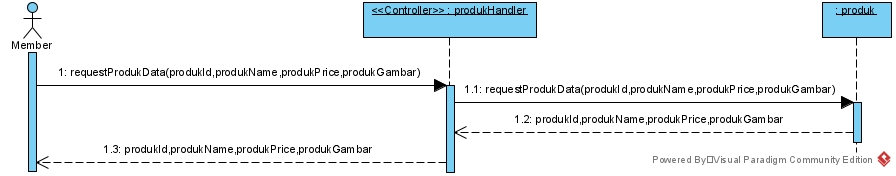 <<Controller>> : produkHandler
: produk
Member
1: requestProdukData(produkId,produkName,produkPrice,produkGambar)
1.1: requestProdukData(produkId,produkName,produkPrice,produkGambar)
1.2: produkId,produkName,produkPrice,produkGambar
1.3: produkId,produkName,produkPrice,produkGambar
Powered By□Visual Paradigm Community Edition